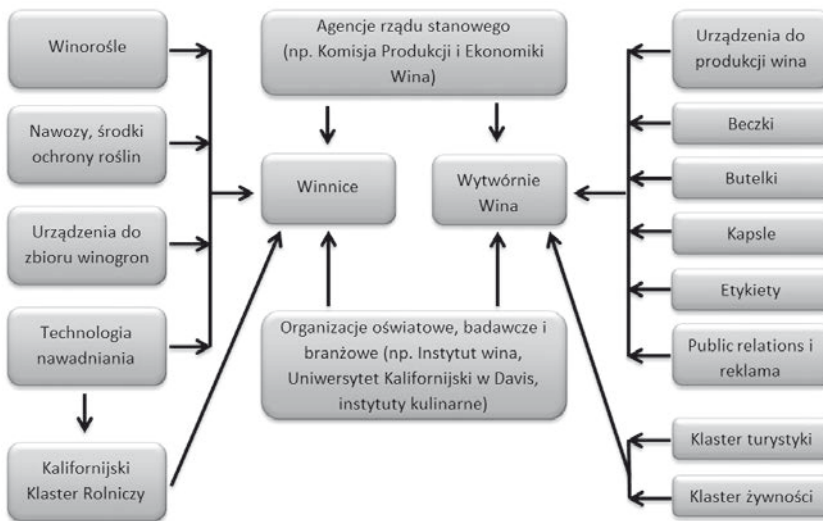 Winorośle
Nawozy, środki
ochrony roślin
Urządzenia do
zbioru winogron
Technologia
nawadniania
Kalifornijski
Klaster Rolniczy
Agencje rządu stanowego
(np. Komisja Produkcji i Ekonomiki
Wina)
Winnice
Wytwórnie
Wina
Organizacje oświatowe, badawcze i
branżowe (np. Instytut wina,
Uniwersytet Kalifornijski w Davis,
instytuty kulinarne)
Urządzenia do
produkcji wina
Beczki
Butelki
Kapsle
Etykiety
Public relations i
reklama
Klaster turystyki
Klaster żywności